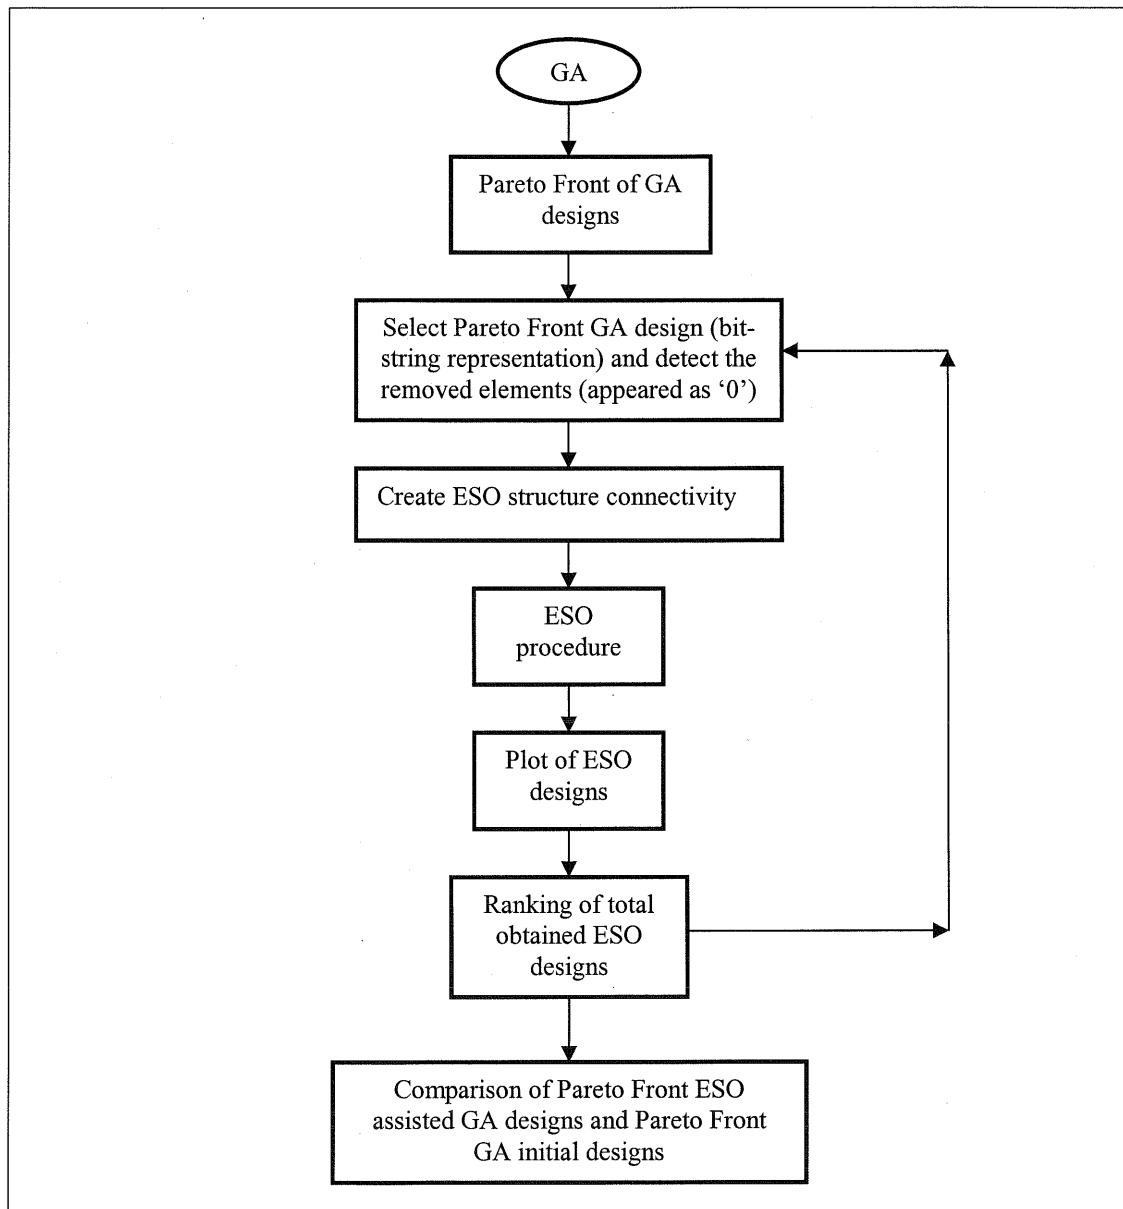 GA
Pareto Front of GA
designs
Select Pareto Front GA design (bit-
string representation) and detect the
removed elements (appeared as ‘0’)
Create ESO structure connectivity
ESO
procedure
Plot of ESO
designs
Ranking of total
obtained ESO
designs
Comparison of Pareto Front ESO
assisted GA designs and Pareto Front
GA initial designs